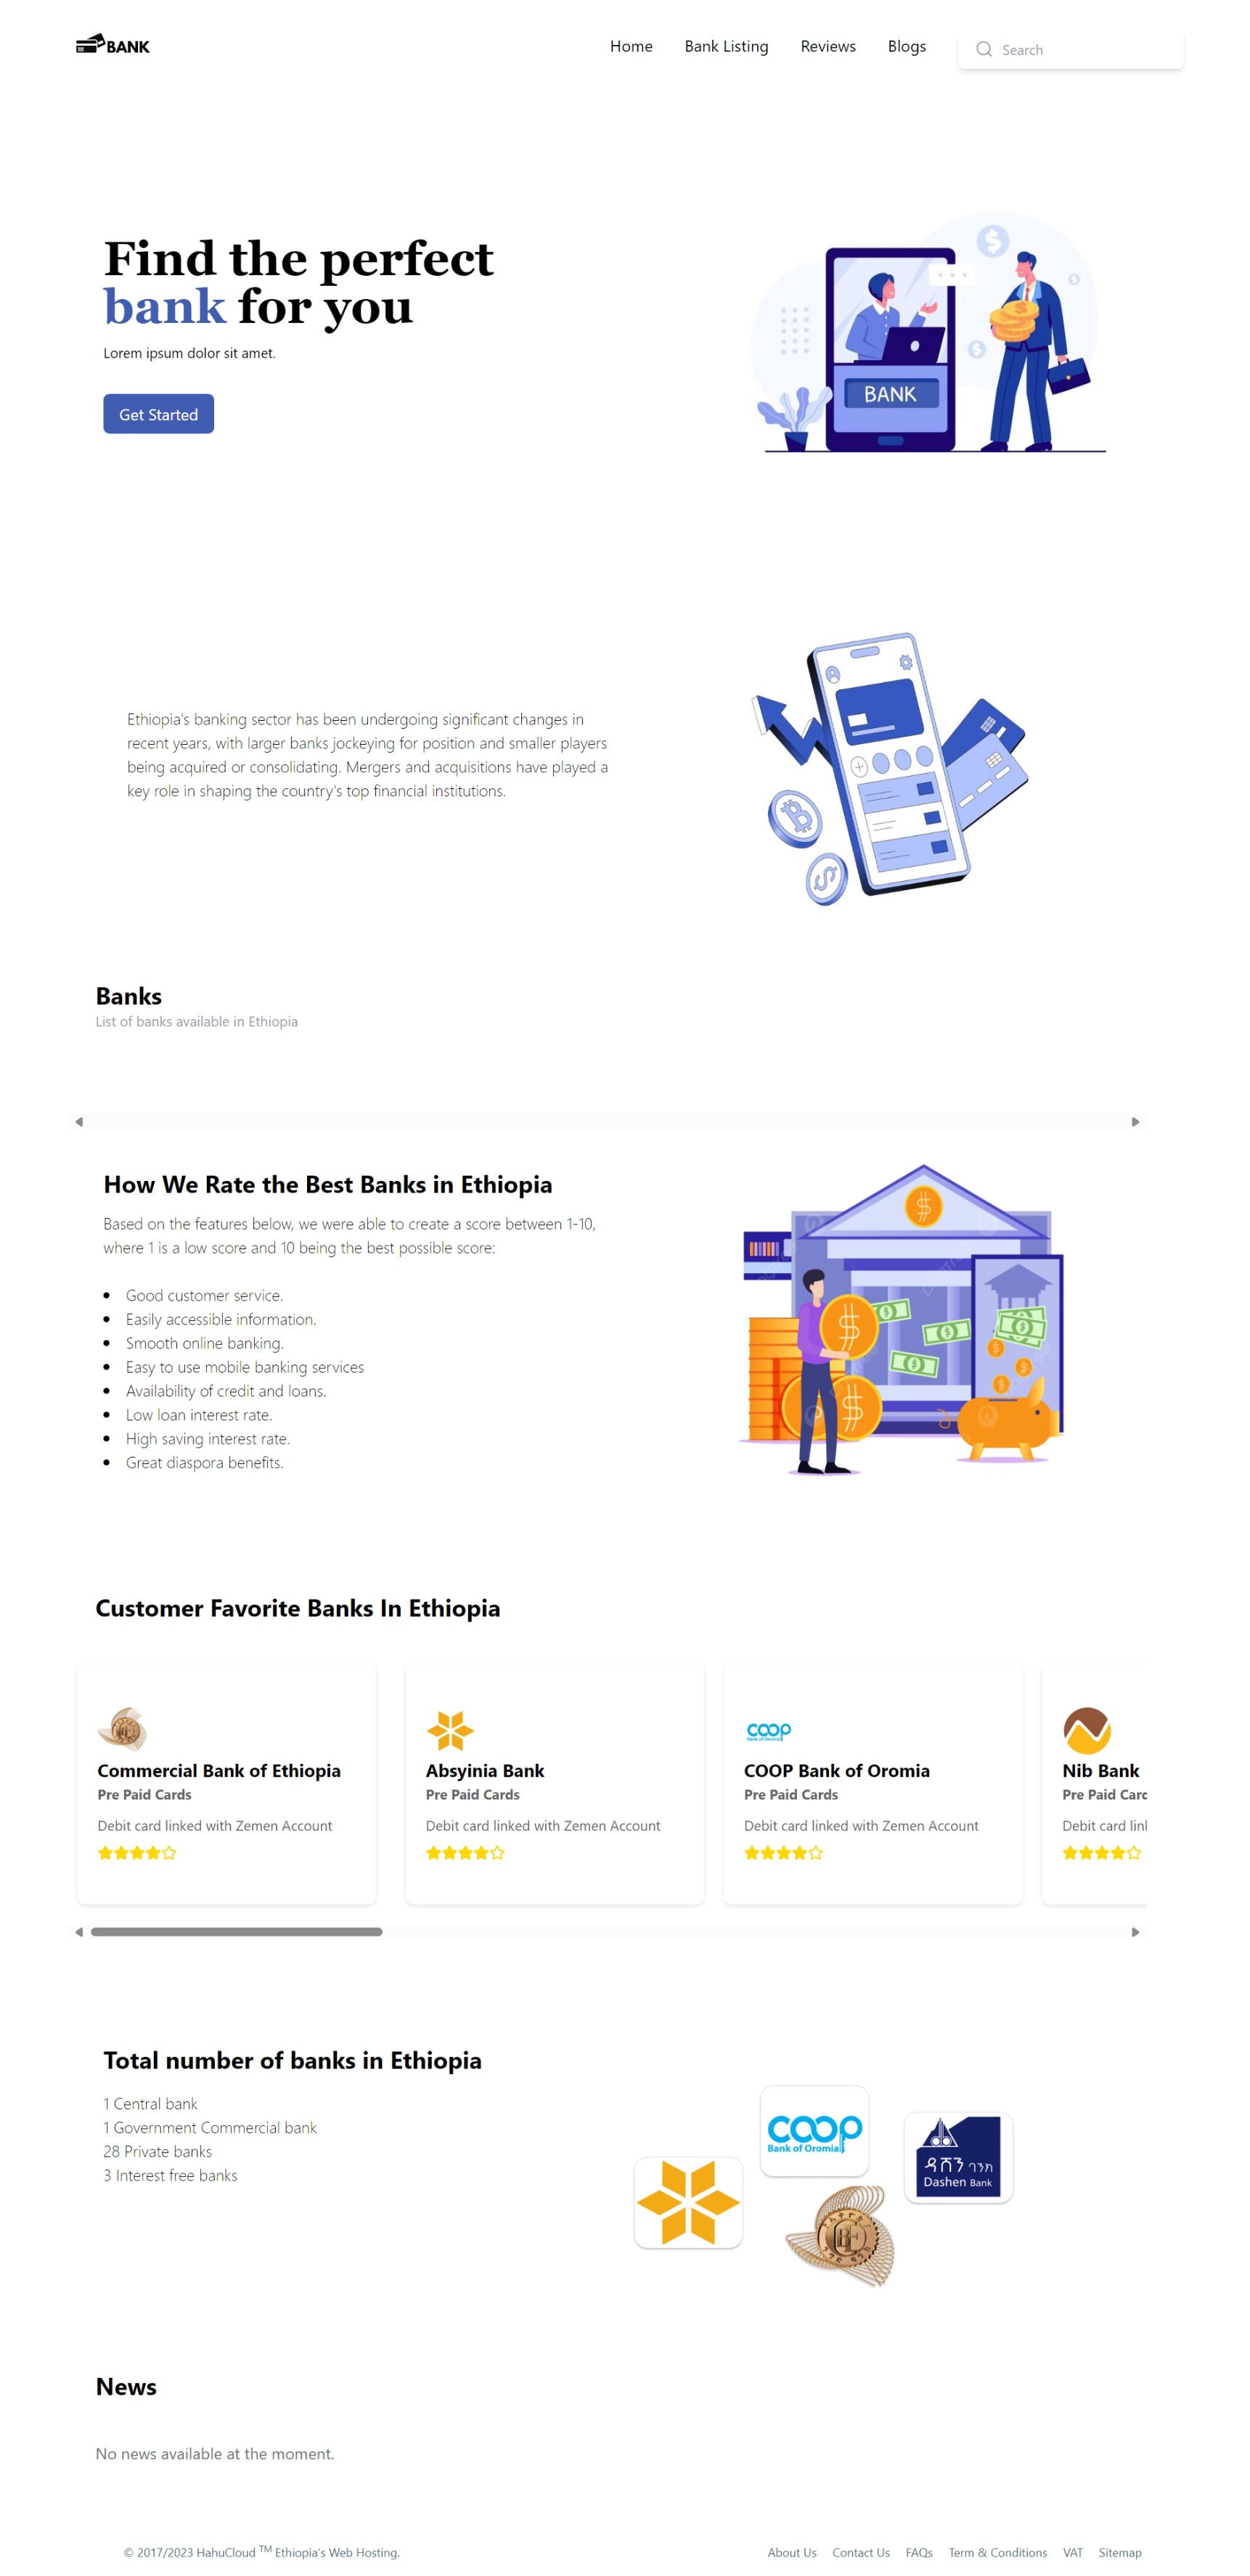 BANK
Home Bank Listing Reviews Blogs Search
Find the perfect
bank for you
Lorem ipsum dolor sit amet.
Get Started
BANK
Ethiopia's banking sector has been undergoing significant changes in
recent years, with larger banks jockeying for position and smaller players
being acquired or consolidating. Mergers and acquisitions have played a
key role in shaping the country's top financial institutions.
Banks
List of banks available in Ethiopia
How We Rate the Best Banks in Ethiopia
Based on the features below, we were able to create a score between 1-10,
where 1 is a low score and 10 being the best possible score:
Good customer service.
Easily accessible information.
Smooth online banking.
Easy to use mobile banking services
Availability of credit and loans.
Low loan interest rate.
High saving interest rate.
Great diaspora benefits.
Customer Favorite Banks In Ethiopia
Commercial Bank of Ethiopia
Pre Paid Cards
Debit card linked with Zemen Account
Absyinia Bank
Pre Paid Cards
Debit card linked with Zemen Account
coop
Bank of Oromia
COOP Bank of Oromia
Pre Paid Cards
Debit card linked with Zemen Account
Nib Bank
Pre Paid Card
Debit card link
Total number of banks in Ethiopia
1 Central bank
1 Government Commercial bank
28 Private banks
3 Interest free banks
coop
Bank of Oromia
ዳሸን ባንክ
Dashen Bank
News
No news available at the moment.
© 2017/2023 HahuCloud TM Ethiopia's Web Hosting.
About Us Contact Us FAQs Term & Conditions VAT Sitemap